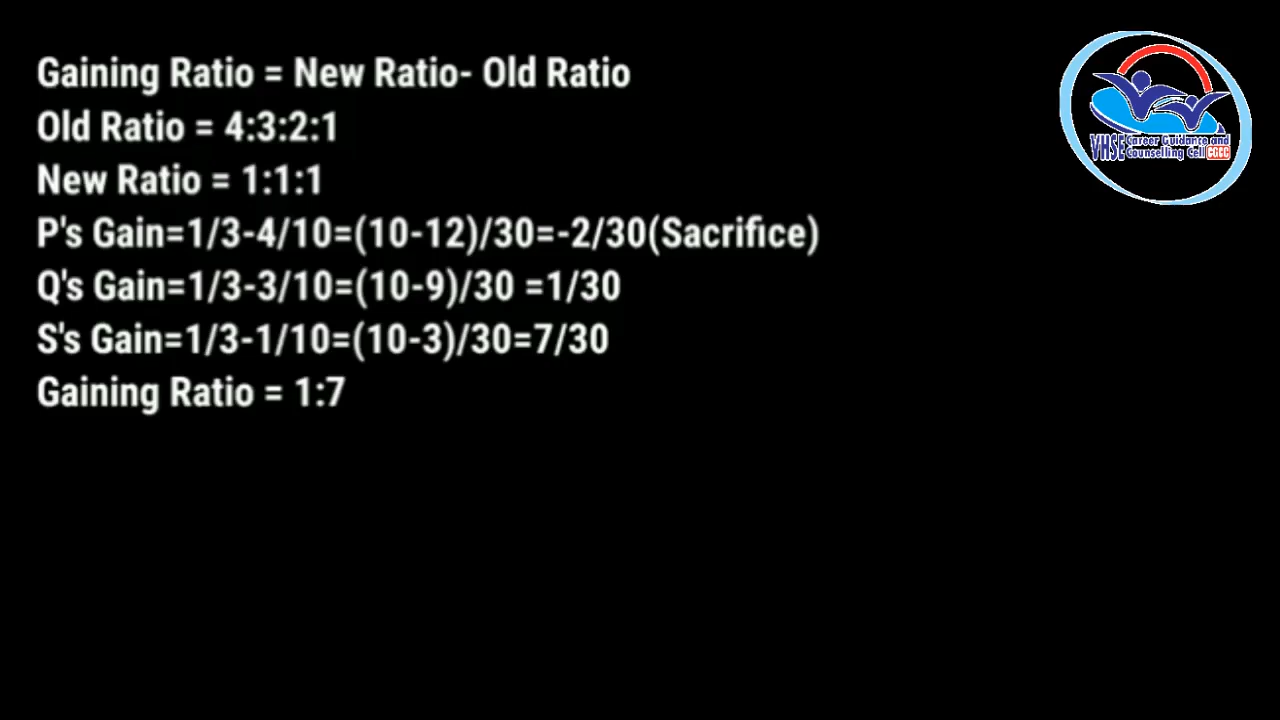 Gaining Ratio = New Ratio- Old Ratio
Old Ratio = 4:3:2:1
New Ratio = 1:1:1
P's Gain=1/3-4/10=(10-12)/30=-2/30(Sacrifice)
Q's Gain=1/3-3/10=(10-9)/30 =1/30
S's Gain=1/3-1/10=(10-3)/30=7/30
Gaining Ratio = 1:7
VHSE Career Guidance and
Counselling Cell CGCC